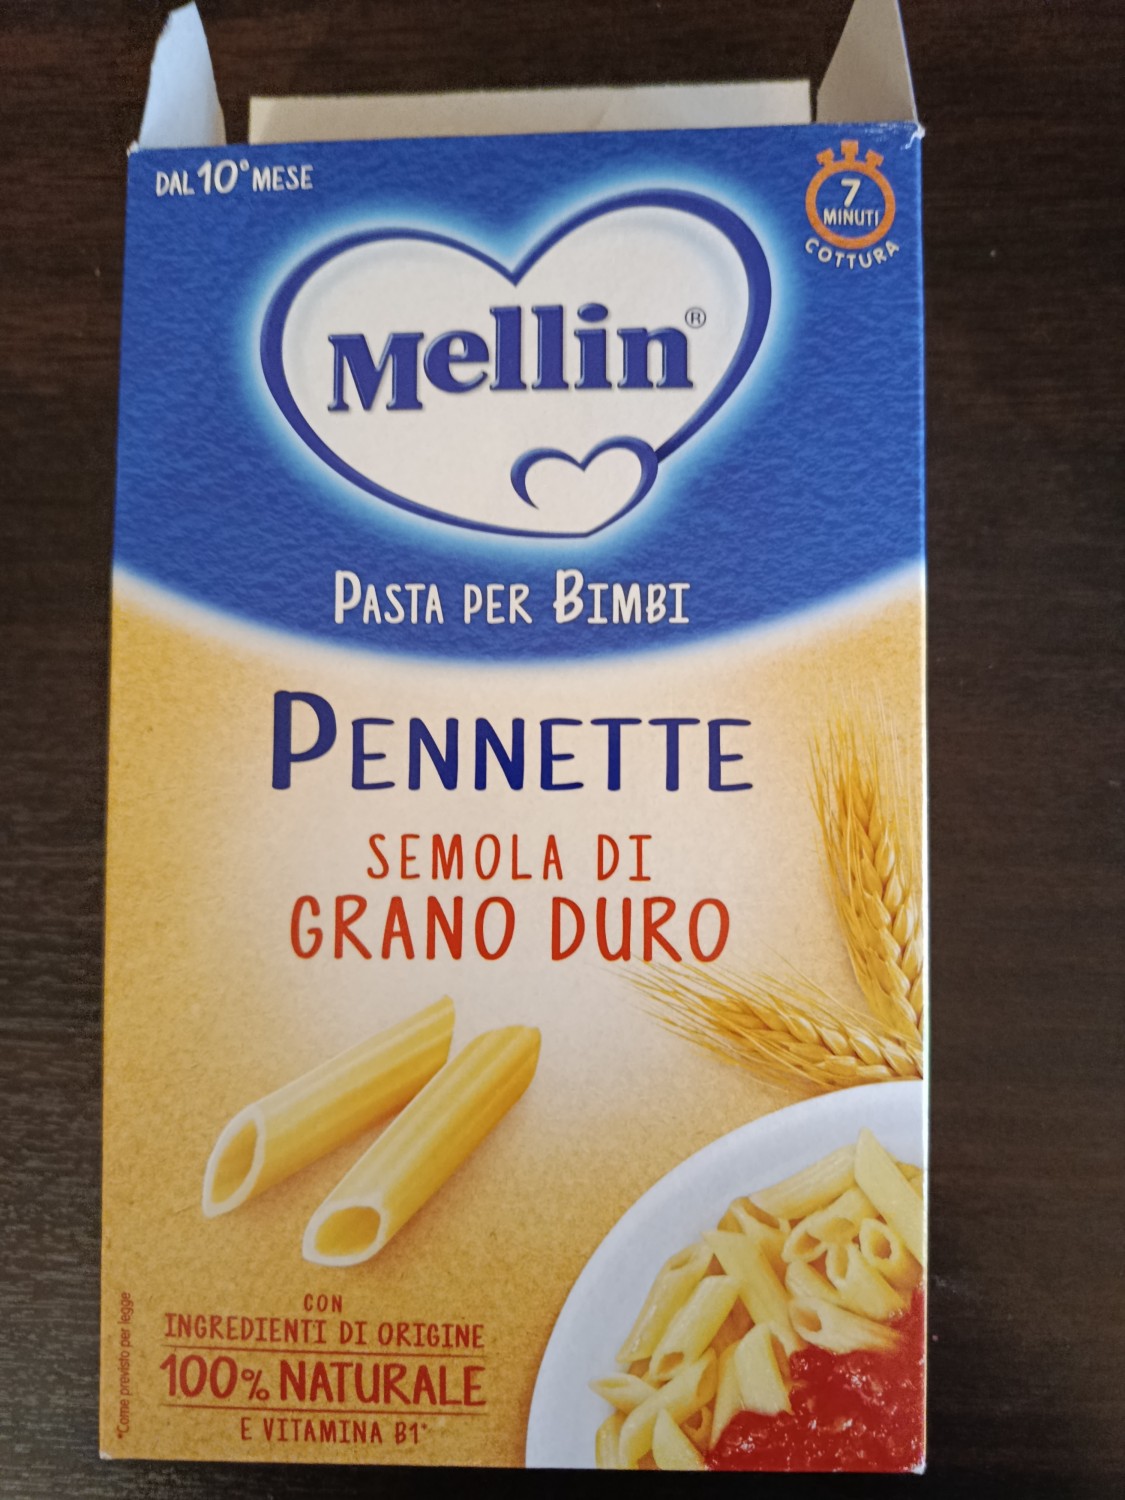 DAL 10° MESE
7
MINUTI
COTTURA
Mellin®
PASTA PER BIMBI
PENNETTE
SEMOLA DI
GRANO DURO
CON
INGREDIENTI DI ORIGINE
100% NATURALE
E VITAMINA B1*
*Come previsto per legge